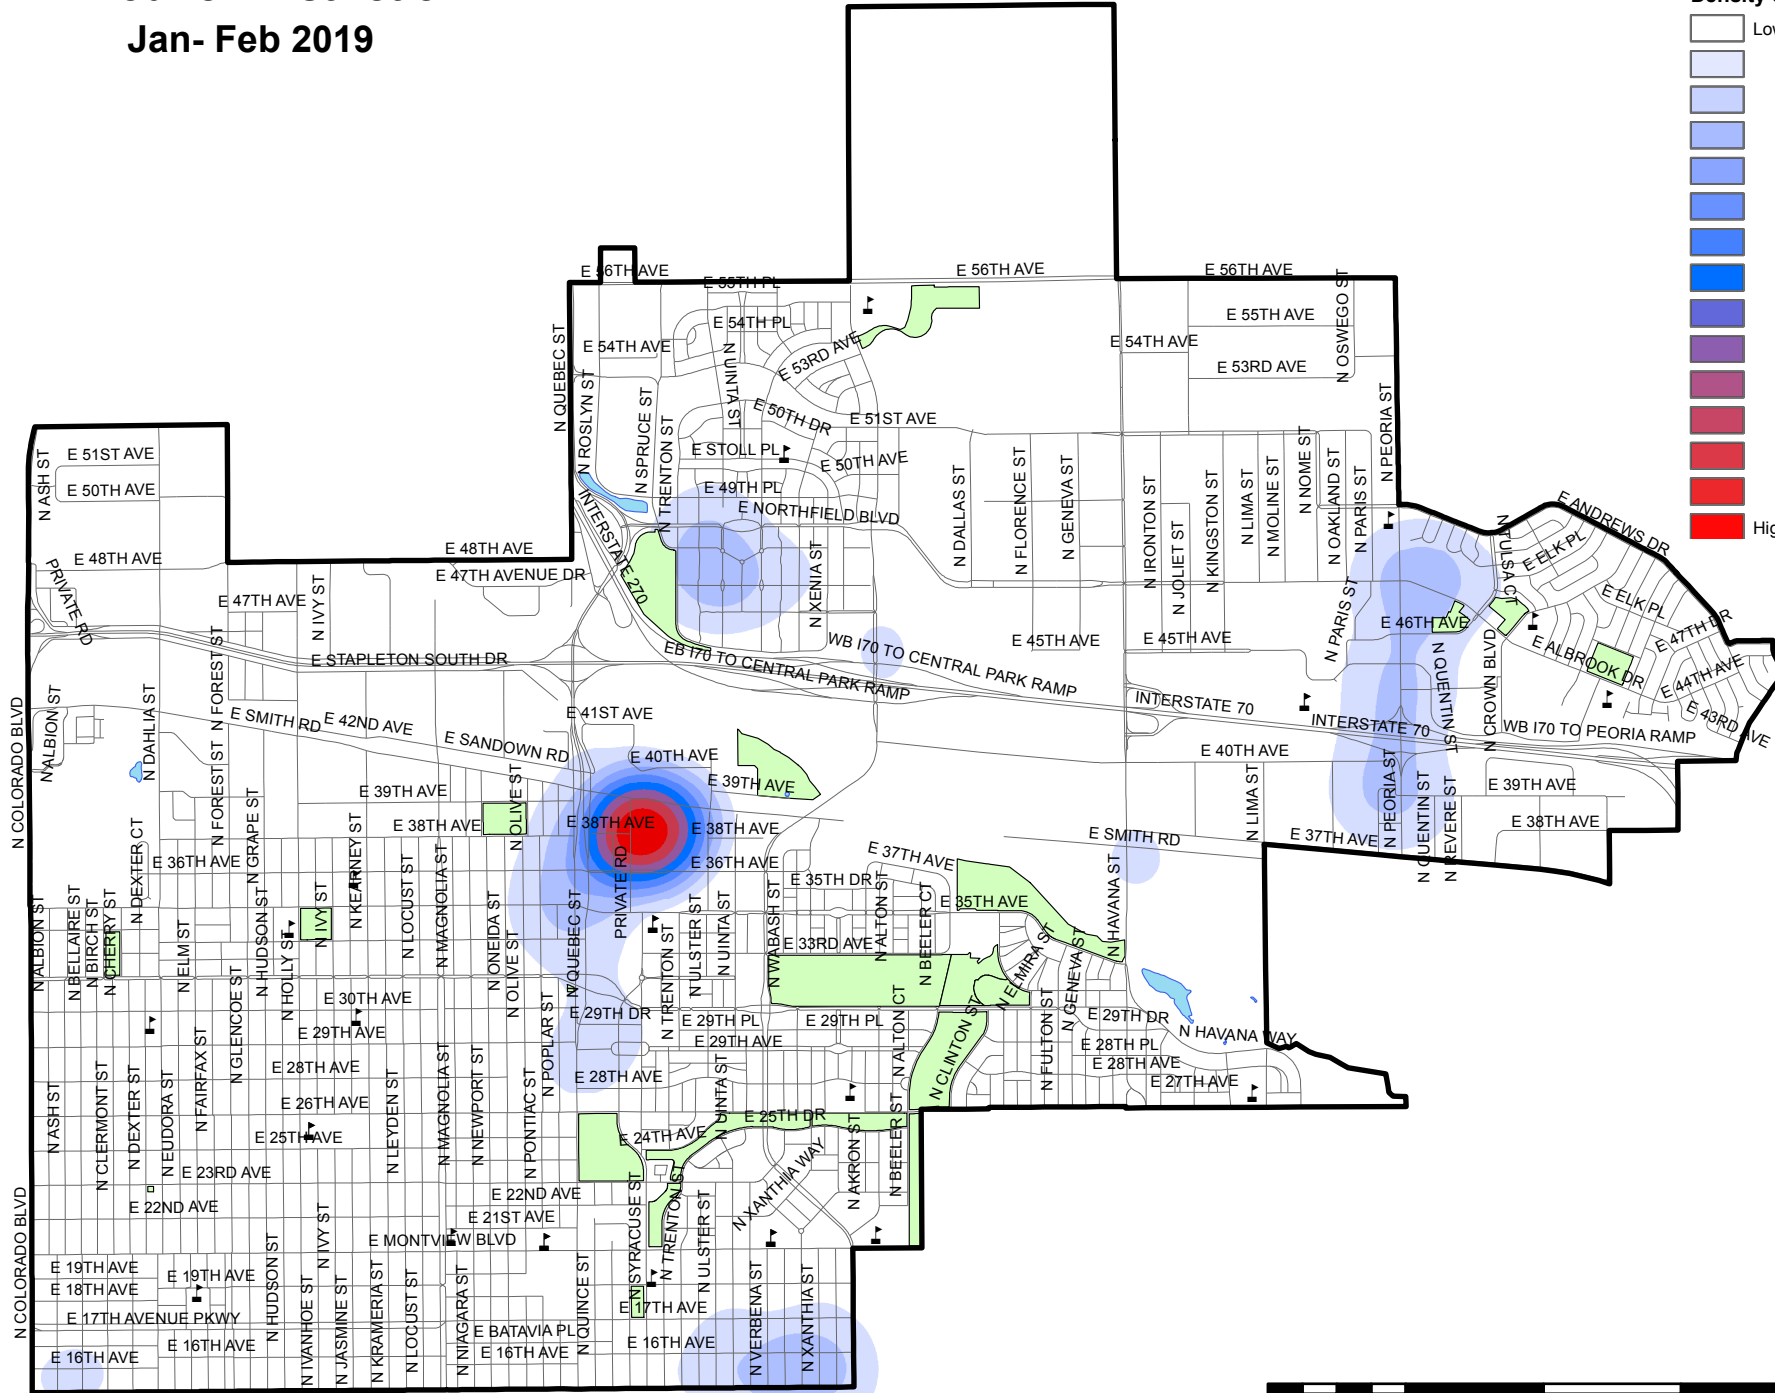 Jan- Feb 2019
Low
E 56TH AVE
E 55TH PL
E 56TH AVE
E 56TH AVE
E 54TH PL
E 55TH AVE
E 54TH AVE
E 53RD AVE
E 54TH AVE
E 53RD AVE
N OSWEGO ST
N QUEBEC ST
N ROSLYN ST
N SPRUCE ST
N TRENTON ST
N UINTA ST
E 50TH DR
E 51ST AVE
N PEORIA ST
E STOLL PL
E 50TH AVE
E 49TH PL
E NORTHFIELD BLVD
High
E 51ST AVE
E 50TH AVE
N ASH ST
E 48TH AVE
E 48TH AVE
E 47TH AVENUE DR
INTERSTATE 270
N XENIA ST
N DALLAS ST
N FLORENCE ST
N GENEVA ST
N IRONTON ST
N JOLIET ST
N KINGSTON ST
N LIMA ST
N MOLINE ST
N NOME ST
N OAKLAND ST
N PARIS ST
N TULSA CT
E ANDREWS DR
E ELK PL
E ELK PL
E 47TH DR
PRIVATE RD
E 47TH AVE
N IVY ST
N FOREST ST
E STAPLETON SOUTH DR
EB I70 TO CENTRAL PARK RAMP
WB I70 TO CENTRAL PARK RAMP
E 45TH AVE
E 45TH AVE
N PARIS ST
E 46TH AVE
N QUENTIN ST
N CROWN BLVD
E ALBROOK DR
E 44TH AVE
E 43RD AVE
INTERSTATE 70
INTERSTATE 70
WB I70 TO PEORIA RAMP
N COLORADO BLVD
N ALBION ST
N DAHLIA ST
N FOREST ST
E SMITH RD
E 42ND AVE
E SANDOWN RD
E 41ST AVE
E 40TH AVE
E 39TH AVE
E 40TH AVE
N LIMA ST
N PEORIA ST
N QUENTIN ST
N REVERE ST
E 39TH AVE
E 38TH AVE
E 37TH AVE
E SMITH RD
E 39TH AVE
E 38TH AVE
N OLIVE ST
E 38TH AVE
E 38TH AVE
E 36TH AVE
E 36TH AVE
N DEXTER CT
N GRAPE ST
N KEARNEY ST
PRIVATE RD
E 37TH AVE
E 35TH DR
E 35TH AVE
E 33RD AVE
N ALBION ST
N BELLAIRE ST
N BIRCH ST
N CHERRY ST
N ELM ST
N HUDSON ST
N HOLLY ST
N IVY ST
N LOCUST ST
N MAGNOLIA ST
N ONEIDA ST
N OLIVE ST
N QUEBEC ST
N TRENTON ST
N ULSTER ST
N UINTA ST
N WABASH ST
N ALTON ST
N BEELER CT
N ELMIRA ST
N GENEVA ST
N HAVANA ST
E 30TH AVE
E 29TH AVE
N GLENCOE ST
N FAIRFAX ST
N POPLAR ST
E 29TH DR
E 29TH PL
E 29TH PL
E 29TH AVE
N ALTON CT
N CLINTON ST
N FULTON ST
E 29TH DR
N HAVANA WAY
E 28TH PL
E 28TH AVE
E 27TH AVE
E 28TH AVE
E 28TH AVE
E 26TH AVE
E 25TH AVE
N ASH ST
N CLERMONT ST
N DEXTER ST
N EUDORA ST
N LEYDEN ST
N MAGNOLIA ST
N NEWPORT ST
N PONTIAC ST
N UINTA ST
E 25TH DR
E 24TH AVE
E 23RD AVE
E 22ND AVE
E 22ND AVE
E 21ST AVE
E MONTVIEW BLVD
N SYRACUSE ST
N TRENTON ST
N ULSTER ST
N XANTHIA WAY
N AKRON ST
N BEELER ST
N COLORADO BLVD
E 19TH AVE
E 19TH AVE
E 18TH AVE
E 17TH AVENUE PKWY
E 16TH AVE
E 16TH AVE
N HUDSON ST
N IVY ST
N IVANHOE ST
N JASMINE ST
N KRAMERIA ST
N LOCUST ST
N NIAGARA ST
E BATAVIA PL
E 16TH AVE
N QUINCE ST
E 17TH AVE
E 16TH AVE
N VERBENA ST
N XANTHIA ST